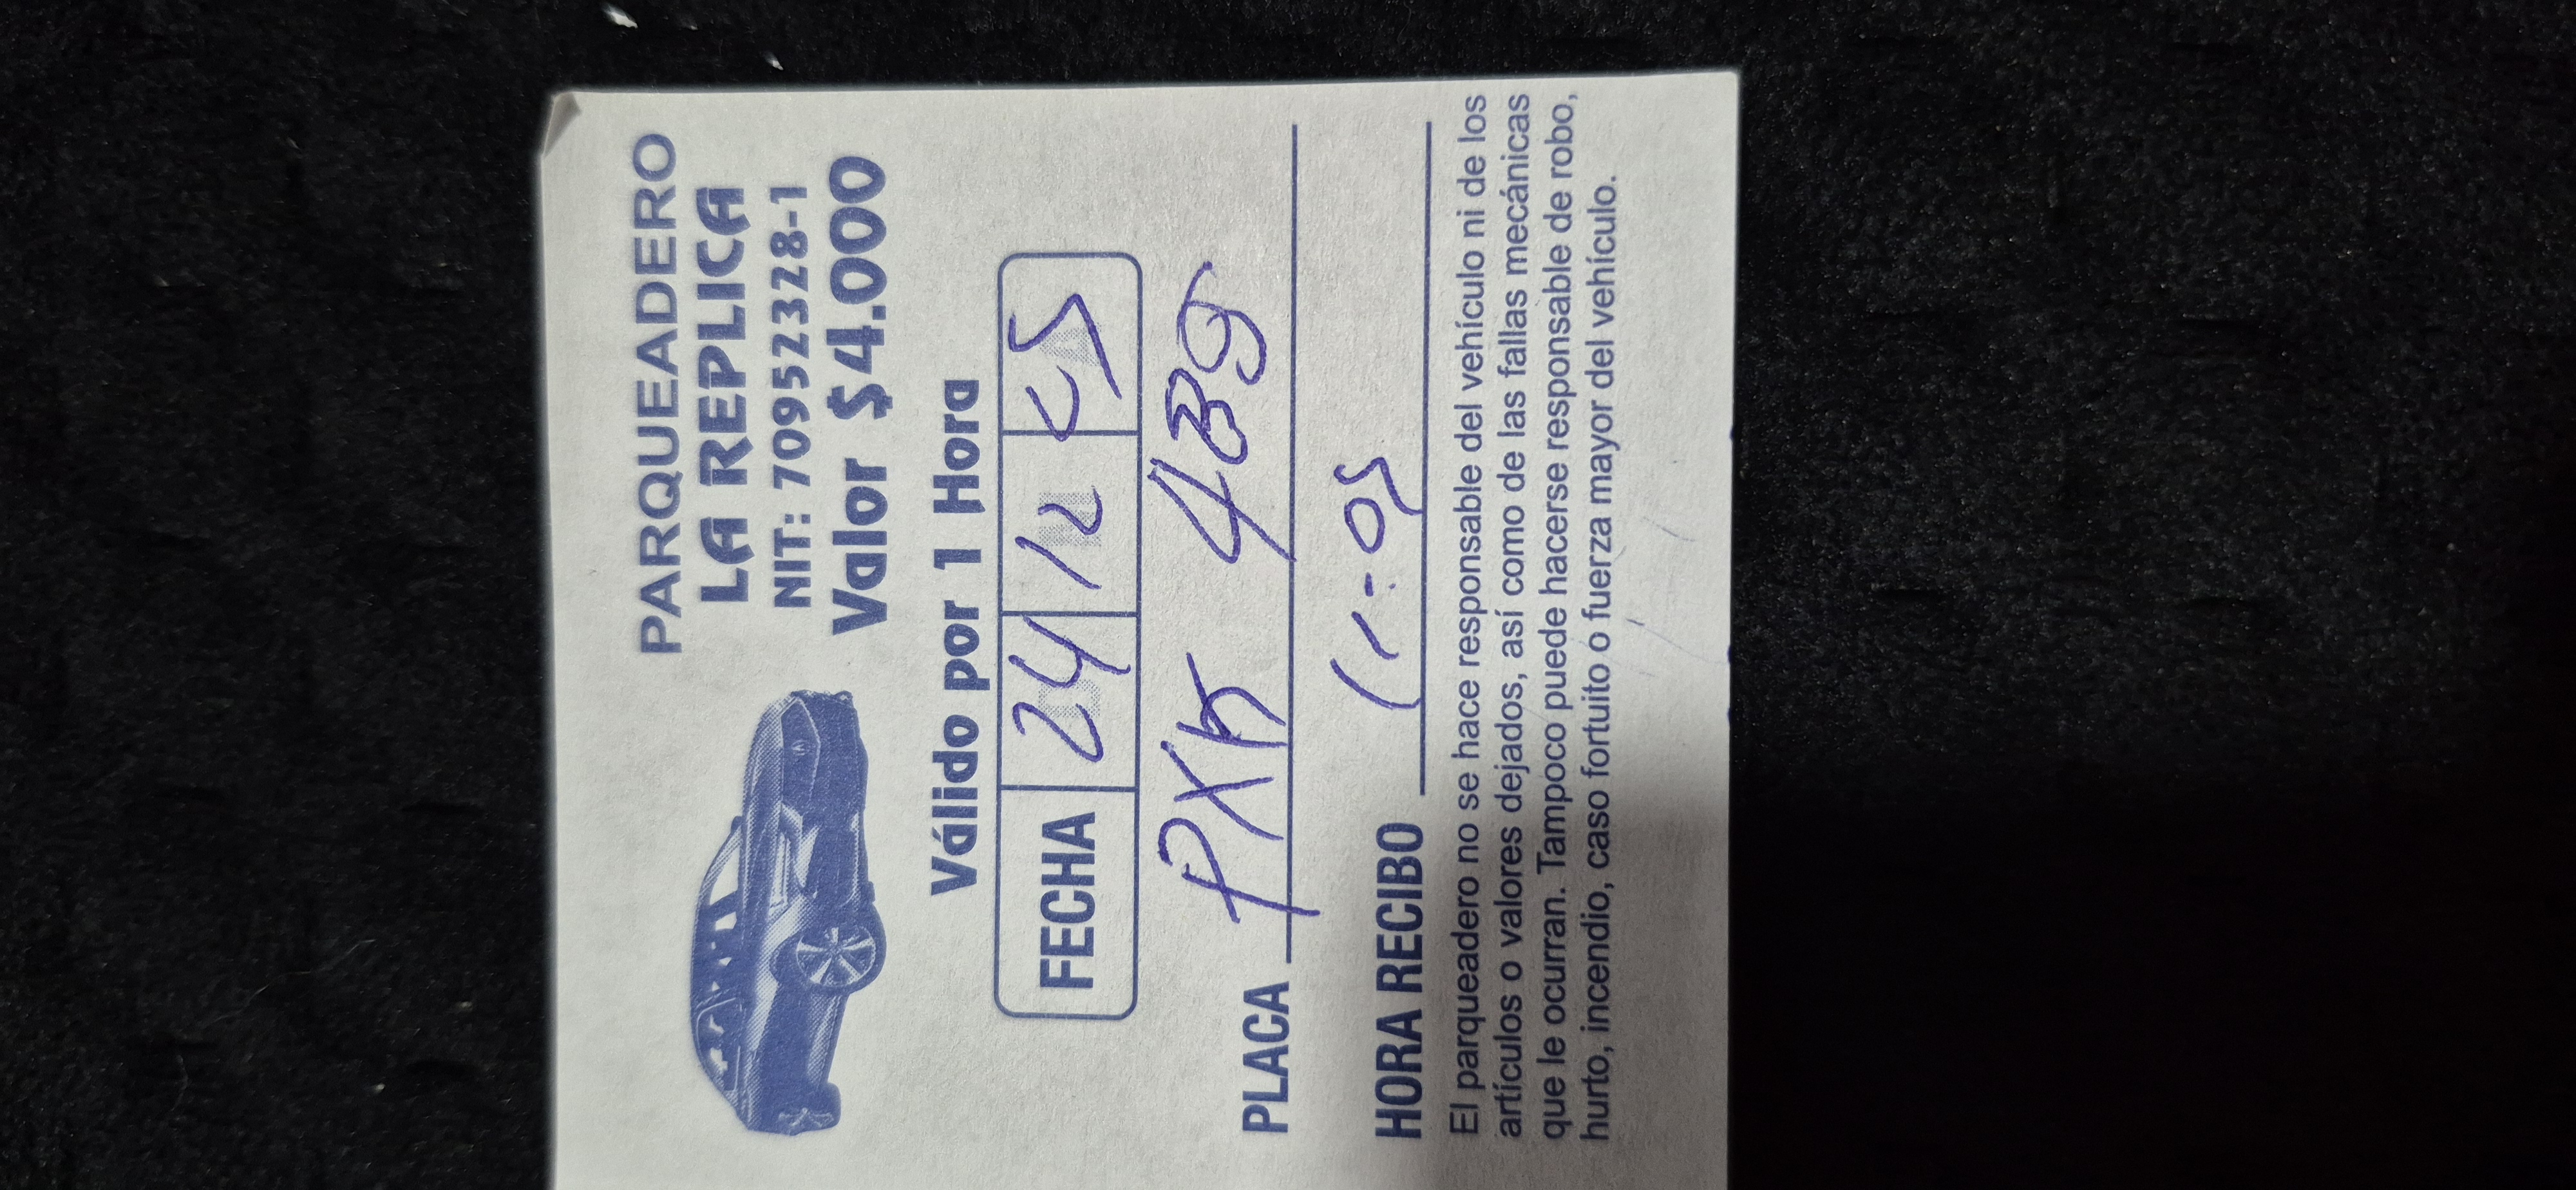 PARQUEADERO
LA REPLICA
NIT: 70952328-1
Valor $4.000
Válido por 1 Hora
FECHA 24 12 25
PLACA PXK 489
HORA RECIBO 11:05
El parqueadero no se hace responsable del vehículo ni de los
artículos o valores dejados, así como de las fallas mecánicas
que le ocurran. Tampoco puede hacerse responsable de robo,
hurto, incendio, caso fortuito o fuerza mayor del vehículo.